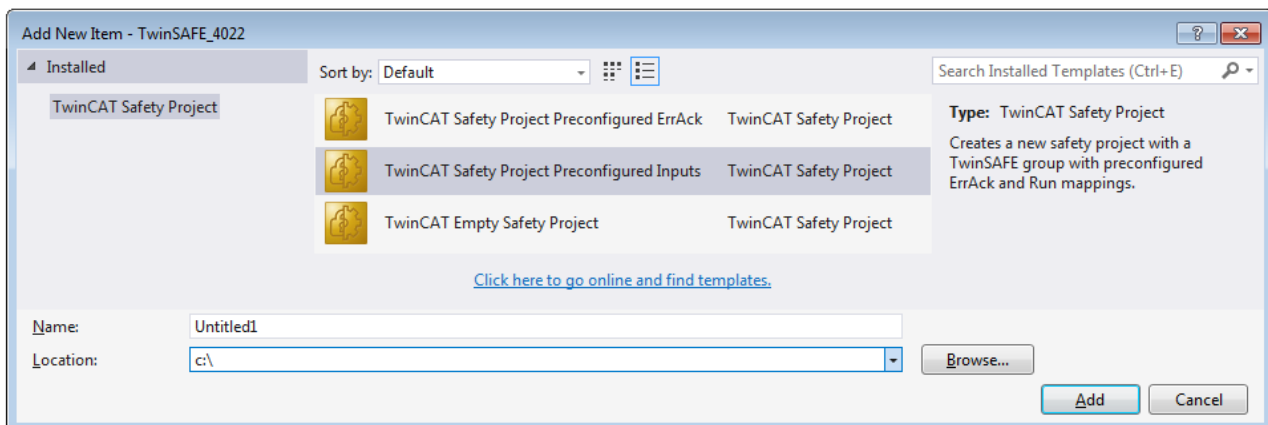 Add New Item - TwinSAFE_4022
Installed
TwinCAT Safety Project
Sort by: Default
Search Installed Templates (Ctrl+E)
TwinCAT Safety Project Preconfigured ErrAck TwinCAT Safety Project
TwinCAT Safety Project Preconfigured Inputs TwinCAT Safety Project
TwinCAT Empty Safety Project TwinCAT Safety Project
Click here to go online and find templates.
Type: TwinCAT Safety Project
Creates a new safety project with a
TwinSAFE group with preconfigured
ErrAck and Run mappings.
Name: Untitled1
Location: c:\
Browse...
Add Cancel